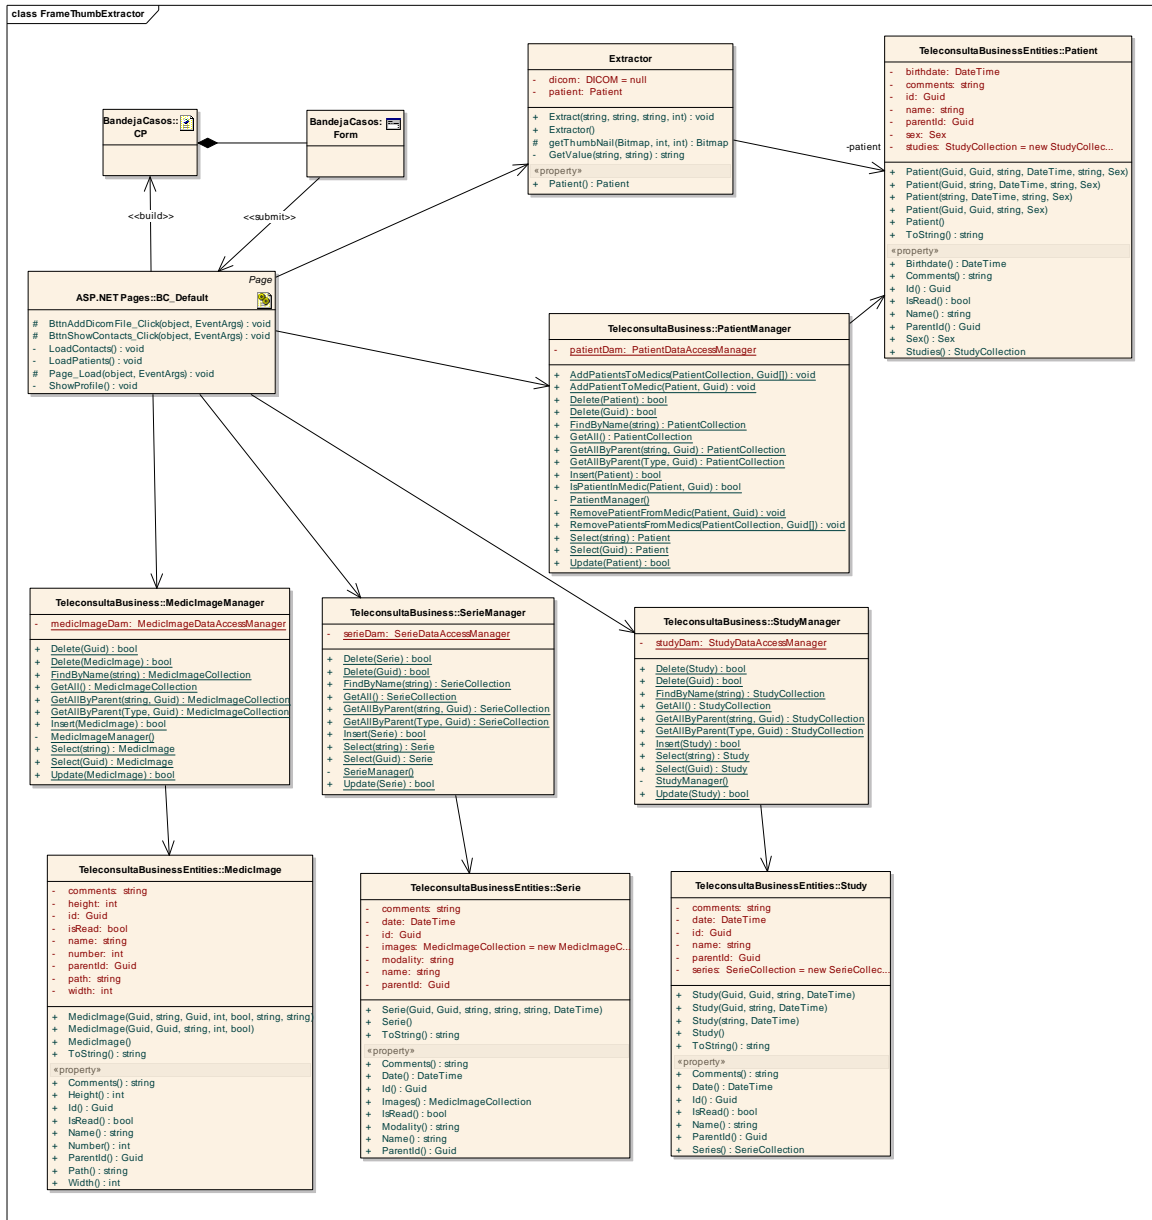 class FrameThumbExtractor
BandejaCasos::
CP
BandejaCasos:
Form
<<build>>
<<submit>>
Extractor
- dicom: DICOM = null
- patient: Patient
+ Extract(string, string, string, int) : void
+ Extractor()
# getThumbNail(Bitmap, int, int) : Bitmap
- GetValue(string, string) : string
«property»
+ Patient() : Patient
-patient
TeleconsultaBusinessEntities::Patient
- birthdate: DateTime
- comments: string
- id: Guid
- name: string
- parentId: Guid
- sex: Sex
- studies: StudyCollection = new StudyCollec...
+ Patient(Guid, Guid, string, DateTime, string, Sex)
+ Patient(Guid, string, DateTime, string, Sex)
+ Patient(string, DateTime, string, Sex)
+ Patient(Guid, Guid, string, Sex)
+ Patient()
+ ToString() : string
«property»
+ Birthdate() : DateTime
+ Comments() : string
+ Id() : Guid
+ IsRead() : bool
+ Name() : string
+ ParentId() : Guid
+ Sex() : Sex
+ Studies() : StudyCollection
Page
ASP.NET Pages::BC_Default
# BttnAddDicomFile_Click(object, EventArgs) : void
# BttnShowContacts_Click(object, EventArgs) : void
- LoadContacts() : void
- LoadPatients() : void
# Page_Load(object, EventArgs) : void
- ShowProfile() : void
TeleconsultaBusiness::PatientManager
- patientDam: PatientDataAccessManager
+ AddPatientsToMedics(PatientCollection, Guid[]) : void
+ AddPatientToMedic(Patient, Guid) : void
+ Delete(Patient) : bool
+ Delete(Guid) : bool
+ FindByName(string) : PatientCollection
+ GetAll() : PatientCollection
+ GetAllByParent(string, Guid) : PatientCollection
+ GetAllByParent(Type, Guid) : PatientCollection
+ Insert(Patient) : bool
+ IsPatientInMedic(Patient, Guid) : bool
- PatientManager()
+ RemovePatientFromMedic(Patient, Guid) : void
+ RemovePatientsFromMedics(PatientCollection, Guid[]) : void
+ Select(string) : Patient
+ Select(Guid) : Patient
+ Update(Patient) : bool
TeleconsultaBusiness::MedicImageManager
- medicImageDam: MedicImageDataAccessManager
+ Delete(Guid) : bool
+ Delete(MedicImage) : bool
+ FindByName(string) : MedicImageCollection
+ GetAll() : MedicImageCollection
+ GetAllByParent(string, Guid) : MedicImageCollection
+ GetAllByParent(Type, Guid) : MedicImageCollection
+ Insert(MedicImage) : bool
- MedicImageManager()
+ Select(string) : MedicImage
+ Select(Guid) : MedicImage
+ Update(MedicImage) : bool
TeleconsultaBusiness::SerieManager
- serieDam: SerieDataAccessManager
+ Delete(Serie) : bool
+ Delete(Guid) : bool
+ FindByName(string) : SerieCollection
+ GetAll() : SerieCollection
+ GetAllByParent(string, Guid) : SerieCollection
+ GetAllByParent(Type, Guid) : SerieCollection
+ Insert(Serie) : bool
+ Select(string) : Serie
+ Select(Guid) : Serie
- SerieManager()
+ Update(Serie) : bool
TeleconsultaBusiness::StudyManager
- studyDam: StudyDataAccessManager
+ Delete(Study) : bool
+ Delete(Guid) : bool
+ FindByName(string) : StudyCollection
+ GetAll() : StudyCollection
+ GetAllByParent(string, Guid) : StudyCollection
+ GetAllByParent(Type, Guid) : StudyCollection
+ Insert(Study) : bool
+ Select(string) : Study
+ Select(Guid) : Study
- StudyManager()
+ Update(Study) : bool
TeleconsultaBusinessEntities::MedicImage
- comments: string
- height: int
- id: Guid
- isRead: bool
- name: string
- number: int
- parentId: Guid
- path: string
- width: int
+ MedicImage(Guid, string, Guid, int, bool, string, string)
+ MedicImage(Guid, Guid, string, int, bool)
+ MedicImage()
+ ToString() : string
«property»
+ Comments() : string
+ Height() : int
+ Id() : Guid
+ IsRead() : bool
+ Name() : string
+ Number() : int
+ ParentId() : Guid
+ Path() : string
+ Width() : int
TeleconsultaBusinessEntities::Serie
- comments: string
- date: DateTime
- id: Guid
- images: MedicImageCollection = new MedicImageC...
- modality: string
- name: string
- parentId: Guid
+ Serie(Guid, Guid, string, string, string, DateTime)
+ Serie()
+ ToString() : string
«property»
+ Comments() : string
+ Date() : DateTime
+ Id() : Guid
+ Images() : MedicImageCollection
+ IsRead() : bool
+ Modality() : string
+ Name() : string
+ ParentId() : Guid
TeleconsultaBusinessEntities::Study
- comments: string
- date: DateTime
- id: Guid
- name: string
- parentId: Guid
- series: SerieCollection = new SerieCollec...
+ Study(Guid, Guid, string, DateTime)
+ Study(Guid, string, DateTime)
+ Study(string, DateTime)
+ Study()
+ ToString() : string
«property»
+ Comments() : string
+ Date() : DateTime
+ Id() : Guid
+ IsRead() : bool
+ Name() : string
+ ParentId() : Guid
+ Series() : SerieCollection